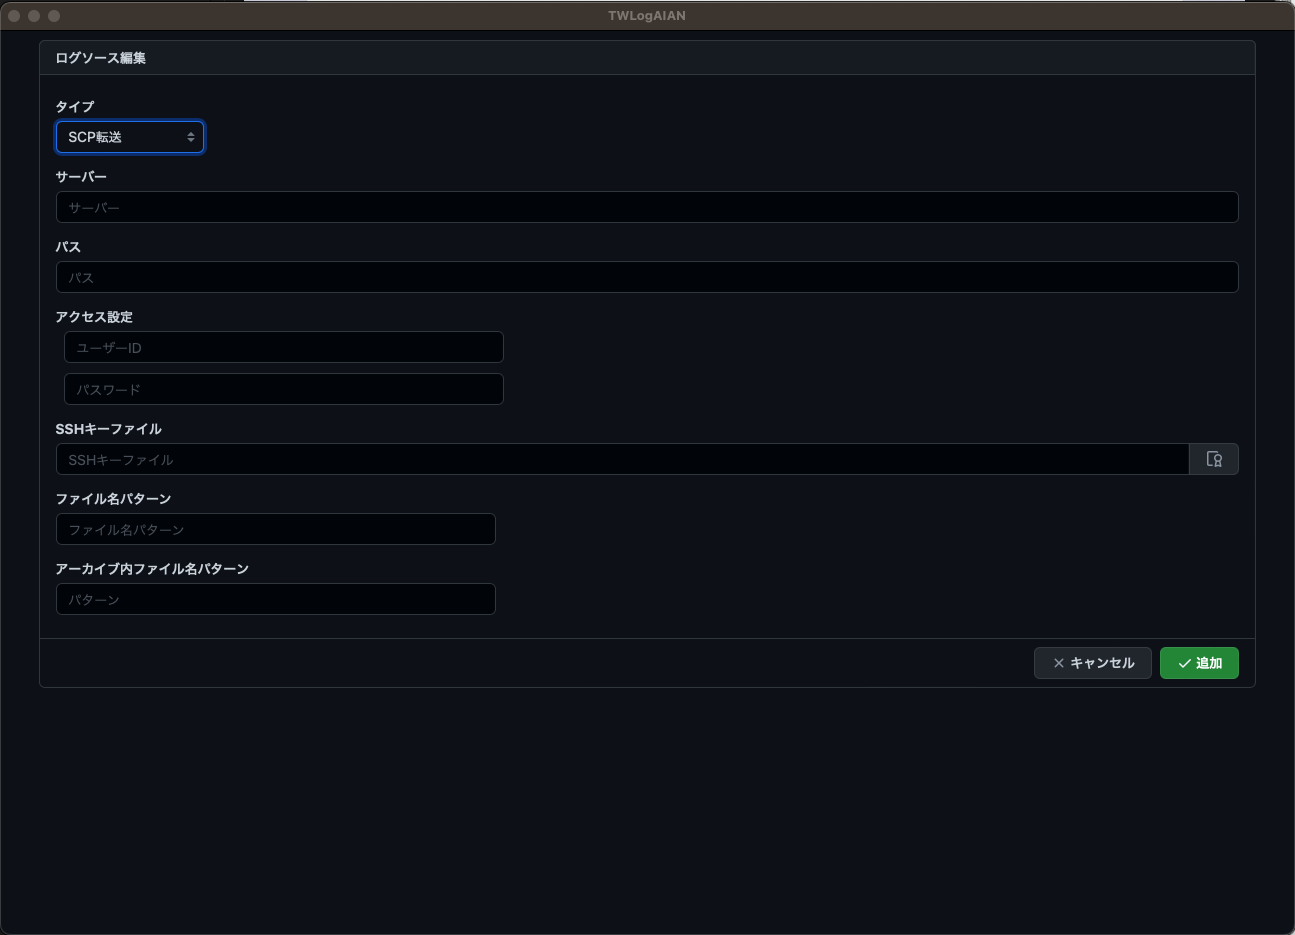 TWLogAIAN
ログソース編集
タイプ
SCP転送
サーバー
サーバー
パス
パス
アクセス設定
ユーザーID
パスワード
SSHキーファイル
SSHキーファイル
ファイル名パターン
ファイル名パターン
アーカイブ内ファイル名パターン
パターン
キャンセル
追加